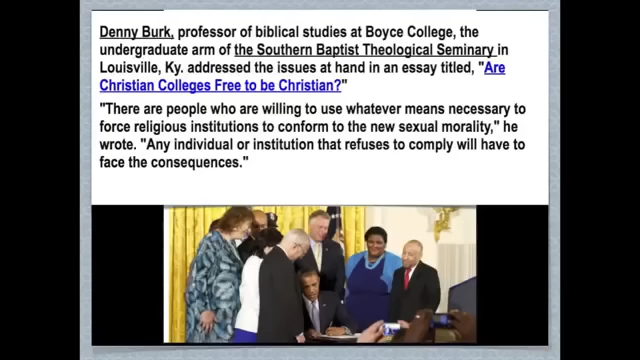 Denny Burk, professor of biblical studies at Boyce College, the
undergraduate arm of the Southern Baptist Theological Seminary in
Louisville, Ky. addressed the issues at hand in an essay titled, "Are
Christian Colleges Free to be Christian?"
"There are people who are willing to use whatever means necessary to
force religious institutions to conform to the new sexual morality," he
wrote. "Any individual or institution that refuses to comply will have to
face the consequences."